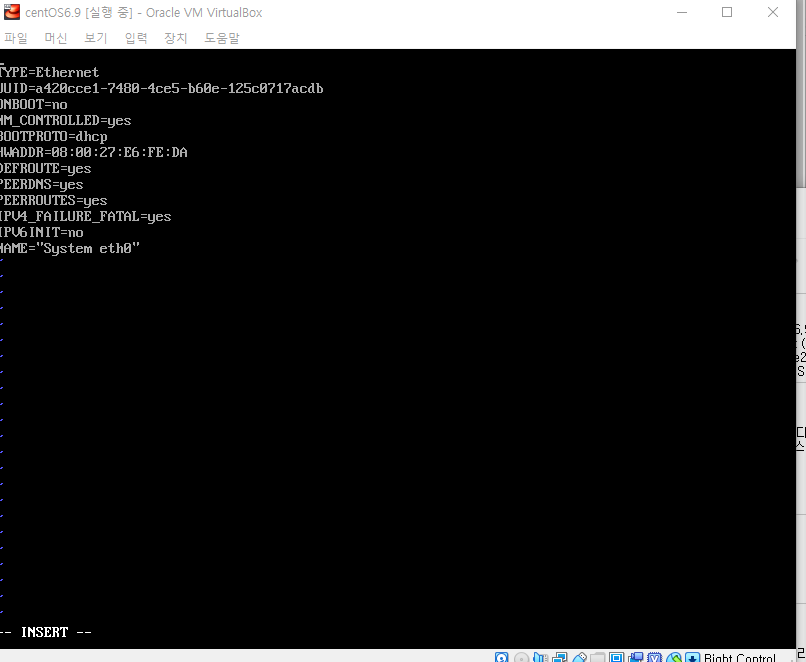 centOS6.9 [실행 중] - Oracle VM VirtualBox
파일 머신 보기 입력 장치 도움말
TYPE=Ethernet
UUID=a420cce1-7480-4ce5-b60e-125c0717acdb
ONBOOT=no
NM_CONTROLLED=yes
BOOTPROTO=dhcp
HWADDR=08:00:27:E6:FE:DA
DEFROUTE=yes
PEERDNS=yes
PEERROUTES=yes
IPV4_FAILURE_FATAL=yes
IPV6INIT=no
NAME="System eth0"
-- INSERT --
Right Control